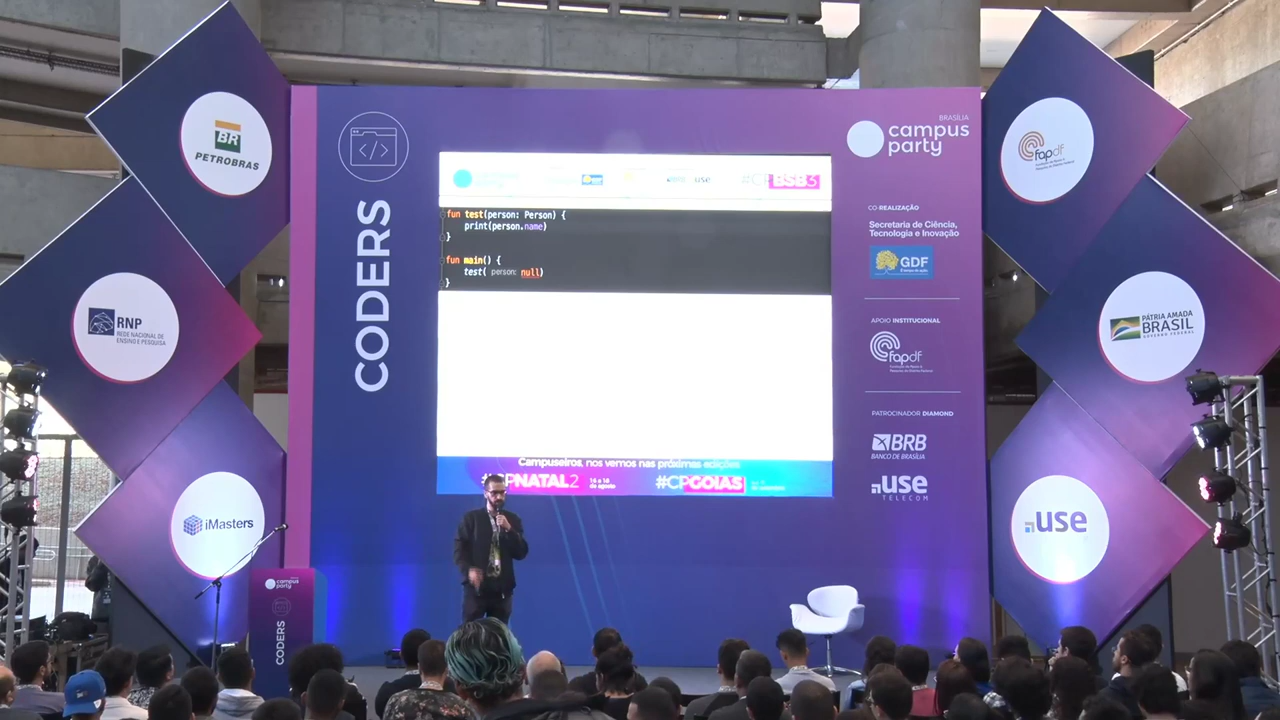 BR
PETROBRAS
RNP
REDE NACIONAL DE
ENSINO E PESQUISA
iMasters
campus
party
CODERS
</>
CODERS
use
BSB3
fun test(person: Person) {
print(person.name)
}
fun main() {
test( person: null)
}
Campuseiros, nos vemos nas próximas edições
#CPNATAL2
#CPGOIÁS
BRASÍLIA
campus
party
CO-REALIZAÇÃO
Secretaria de Ciência,
Tecnologia e Inovação
GDF
APOIO INSTITUCIONAL
fapdf
PATROCINADOR DIAMOND
BRB
BANCO DE BRASÍLIA
use
TELECOM
fapdf
PÁTRIA AMADA
BRASIL
GOVERNO FEDERAL
use